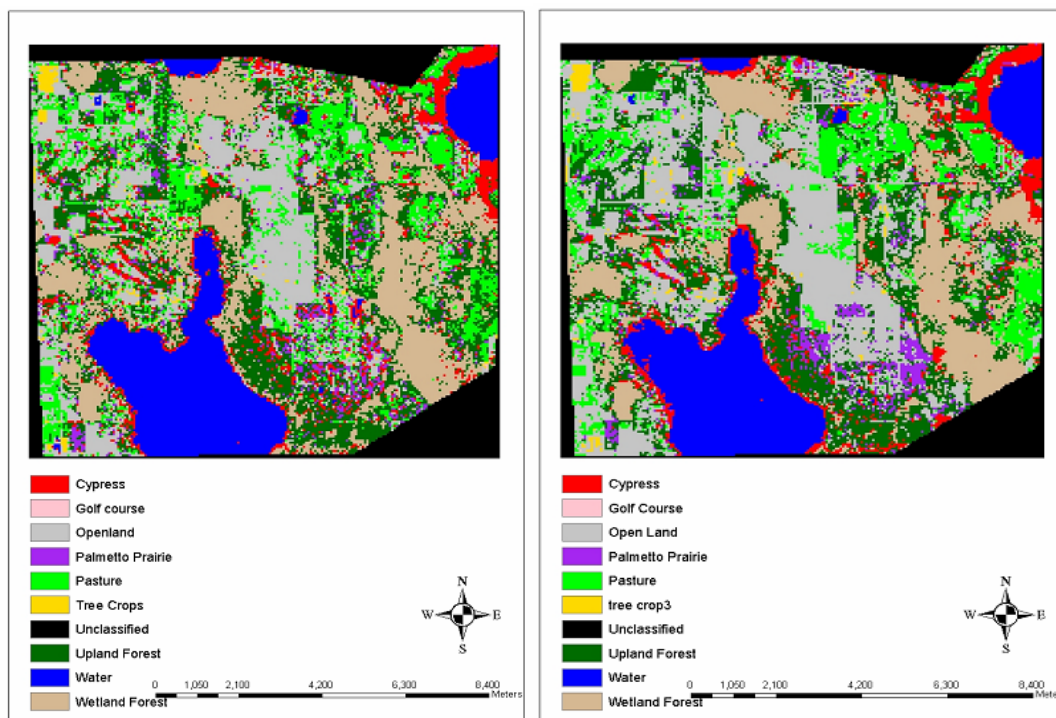 Cypress
Golf course
Openland
Palmetto Prairie
Pasture
Tree Crops
Unclassified
Upland Forest
Water
Wetland Forest
N
W E
S
0 1,050 2,100 4,200 6,300 8,400
Meters
Cypress
Golf Course
Open Land
Palmetto Prairie
Pasture
tree crop3
Unclassified
Upland Forest
Water
Wetland Forest
N
W E
S
0 1,050 2,100 4,200 6,300 8,400
Mete